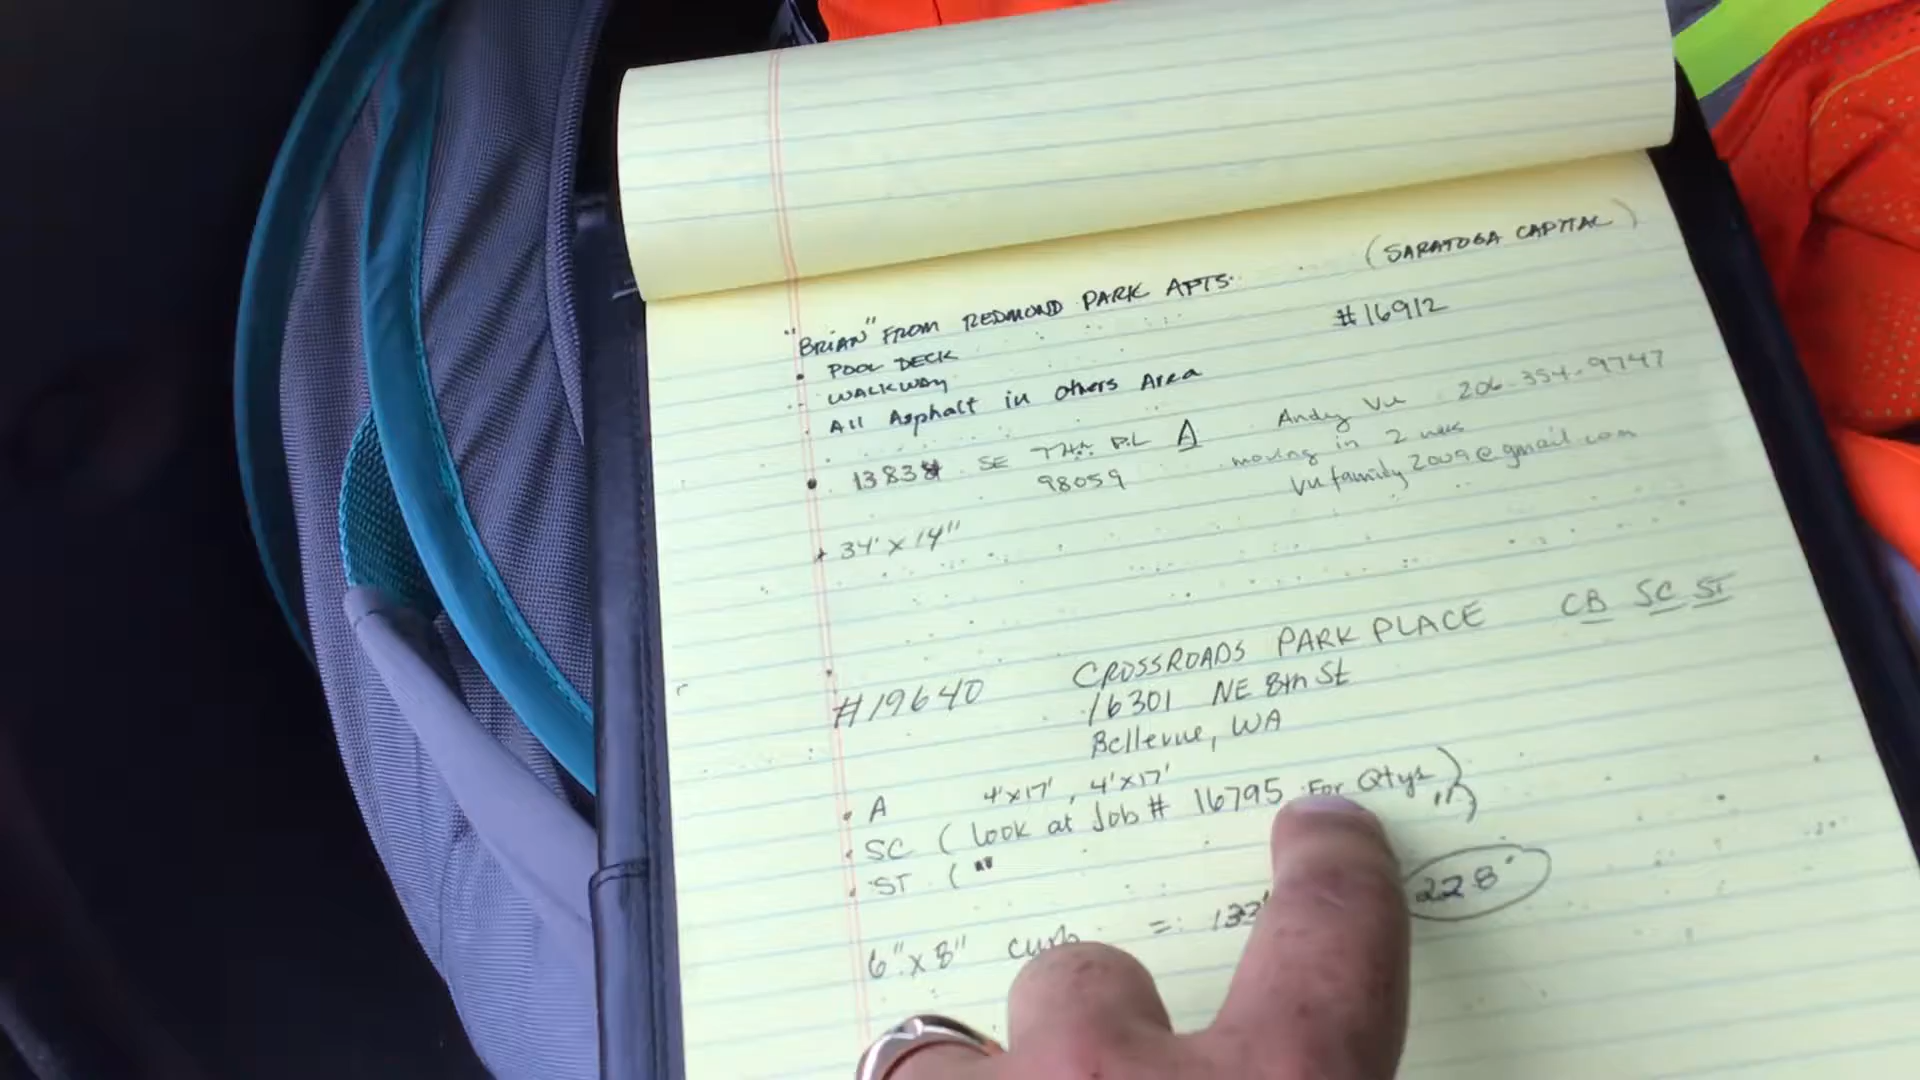 (SARATOGA CAPITAL)
"BRIAN" FROM REDMOND PARK APTS.
#16912
• POOL DECK
•• WALKWAY
• All Asphalt in others Area
• 1383 SE 7th PL A
98059
Andy Vu 206-354-9747
moving in 2
vufamily2009@gmail.com
34' x 14"
CB SC ST
#19640 CROSSROADS PARK PLACE
16301 NE 8th St
Bellevue, WA
• A 4'x17', 4'x17'
• SC (look at Job # 16795 For Qtys)
• ST ( " ")
6" x 8" curb = 133'
228'